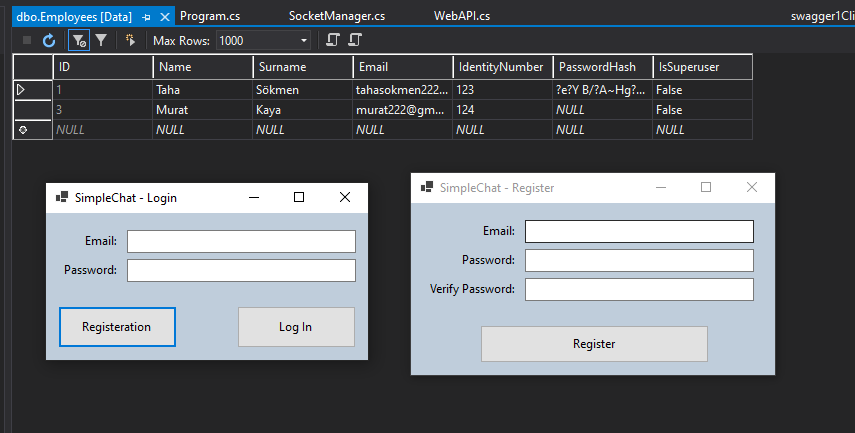 dbo.Employees [Data] Program.cs SocketManager.cs WebAPI.cs swagger1Cli
Max Rows: 1000
ID Name Surname Email IdentityNumber PasswordHash IsSuperuser
1 Taha Sökmen tahasokmen222... 123 ?e?Y B/?A~Hg?... False
3 Murat Kaya murat222@gm... 124 NULL False
NULL NULL NULL NULL NULL NULL NULL
SimpleChat - Login
Email:
Password:
Registeration Log In
SimpleChat - Register
Email:
Password:
Verify Password:
Register